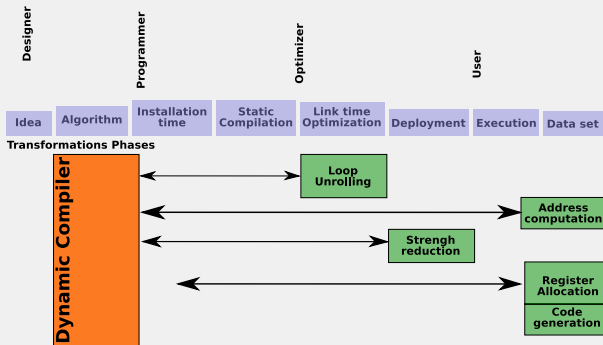 Designer
Programmer
Optimizer
User
Idea
Algorithm
Installation
time
Static
Compilation
Link time
Optimization
Deployment
Execution
Data set
Transformations Phases
Dynamic Compiler
Loop
Unrolling
Address
computation
Strengh
reduction
Register
Allocation
Code
generation